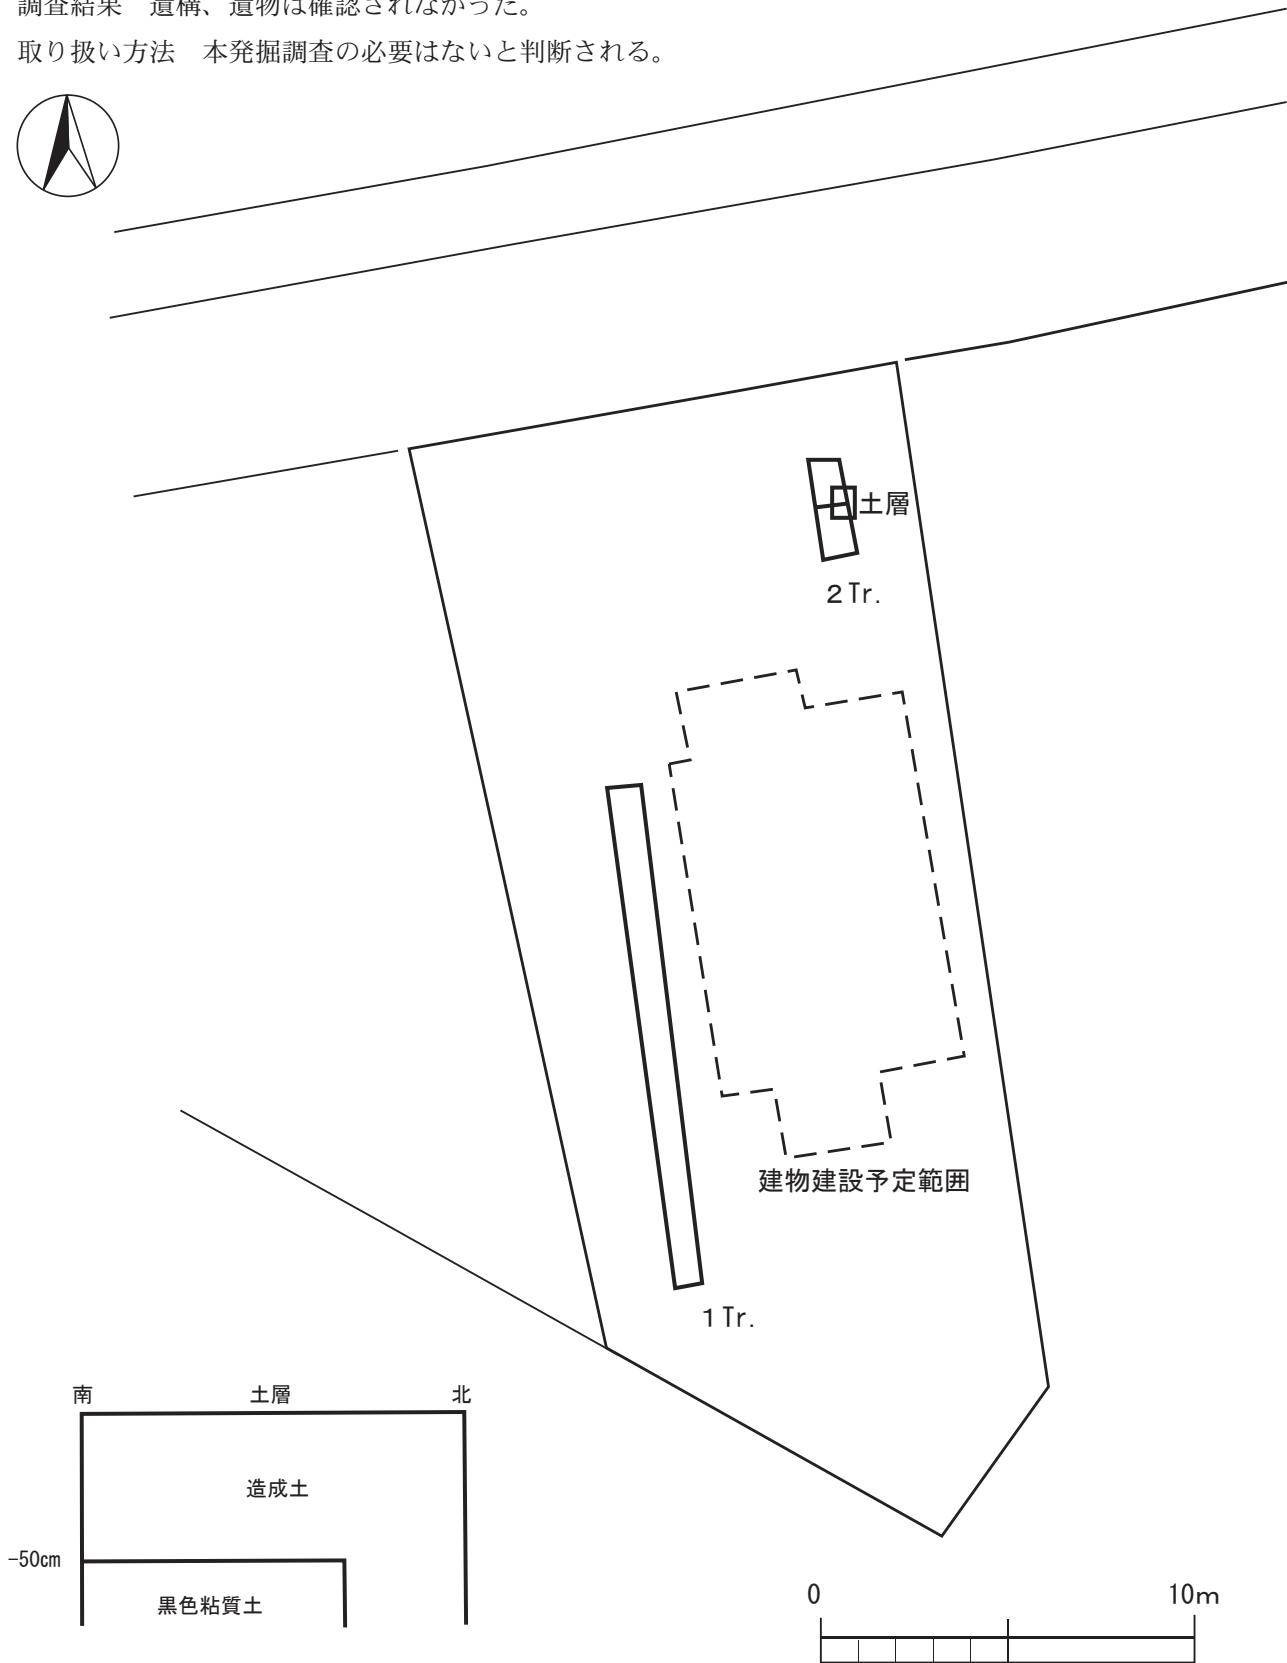 調査結果　遺構、遺物は確認されなかった。
取り扱い方法　本発掘調査の必要はないと判断される。
土層
2Tr.
建物建設予定範囲
1Tr.
南 土層 北
造成土
-50cm
黒色粘質土
0 10m